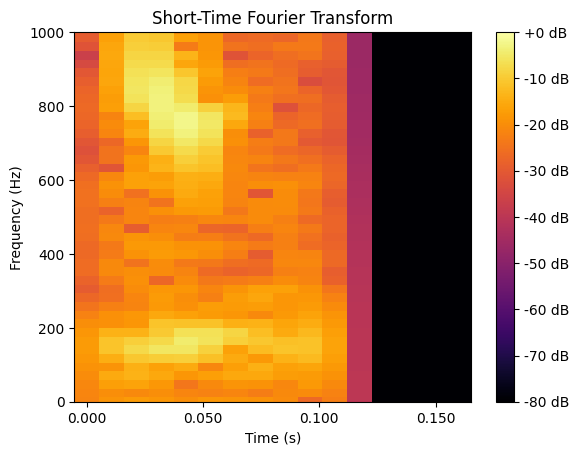 Short-Time Fourier Transform
Frequency (Hz)
1000
800
600
400
200
0
0.000
0.050
0.100
0.150
Time (s)
+0 dB
-10 dB
-20 dB
-30 dB
-40 dB
-50 dB
-60 dB
-70 dB
-80 dB